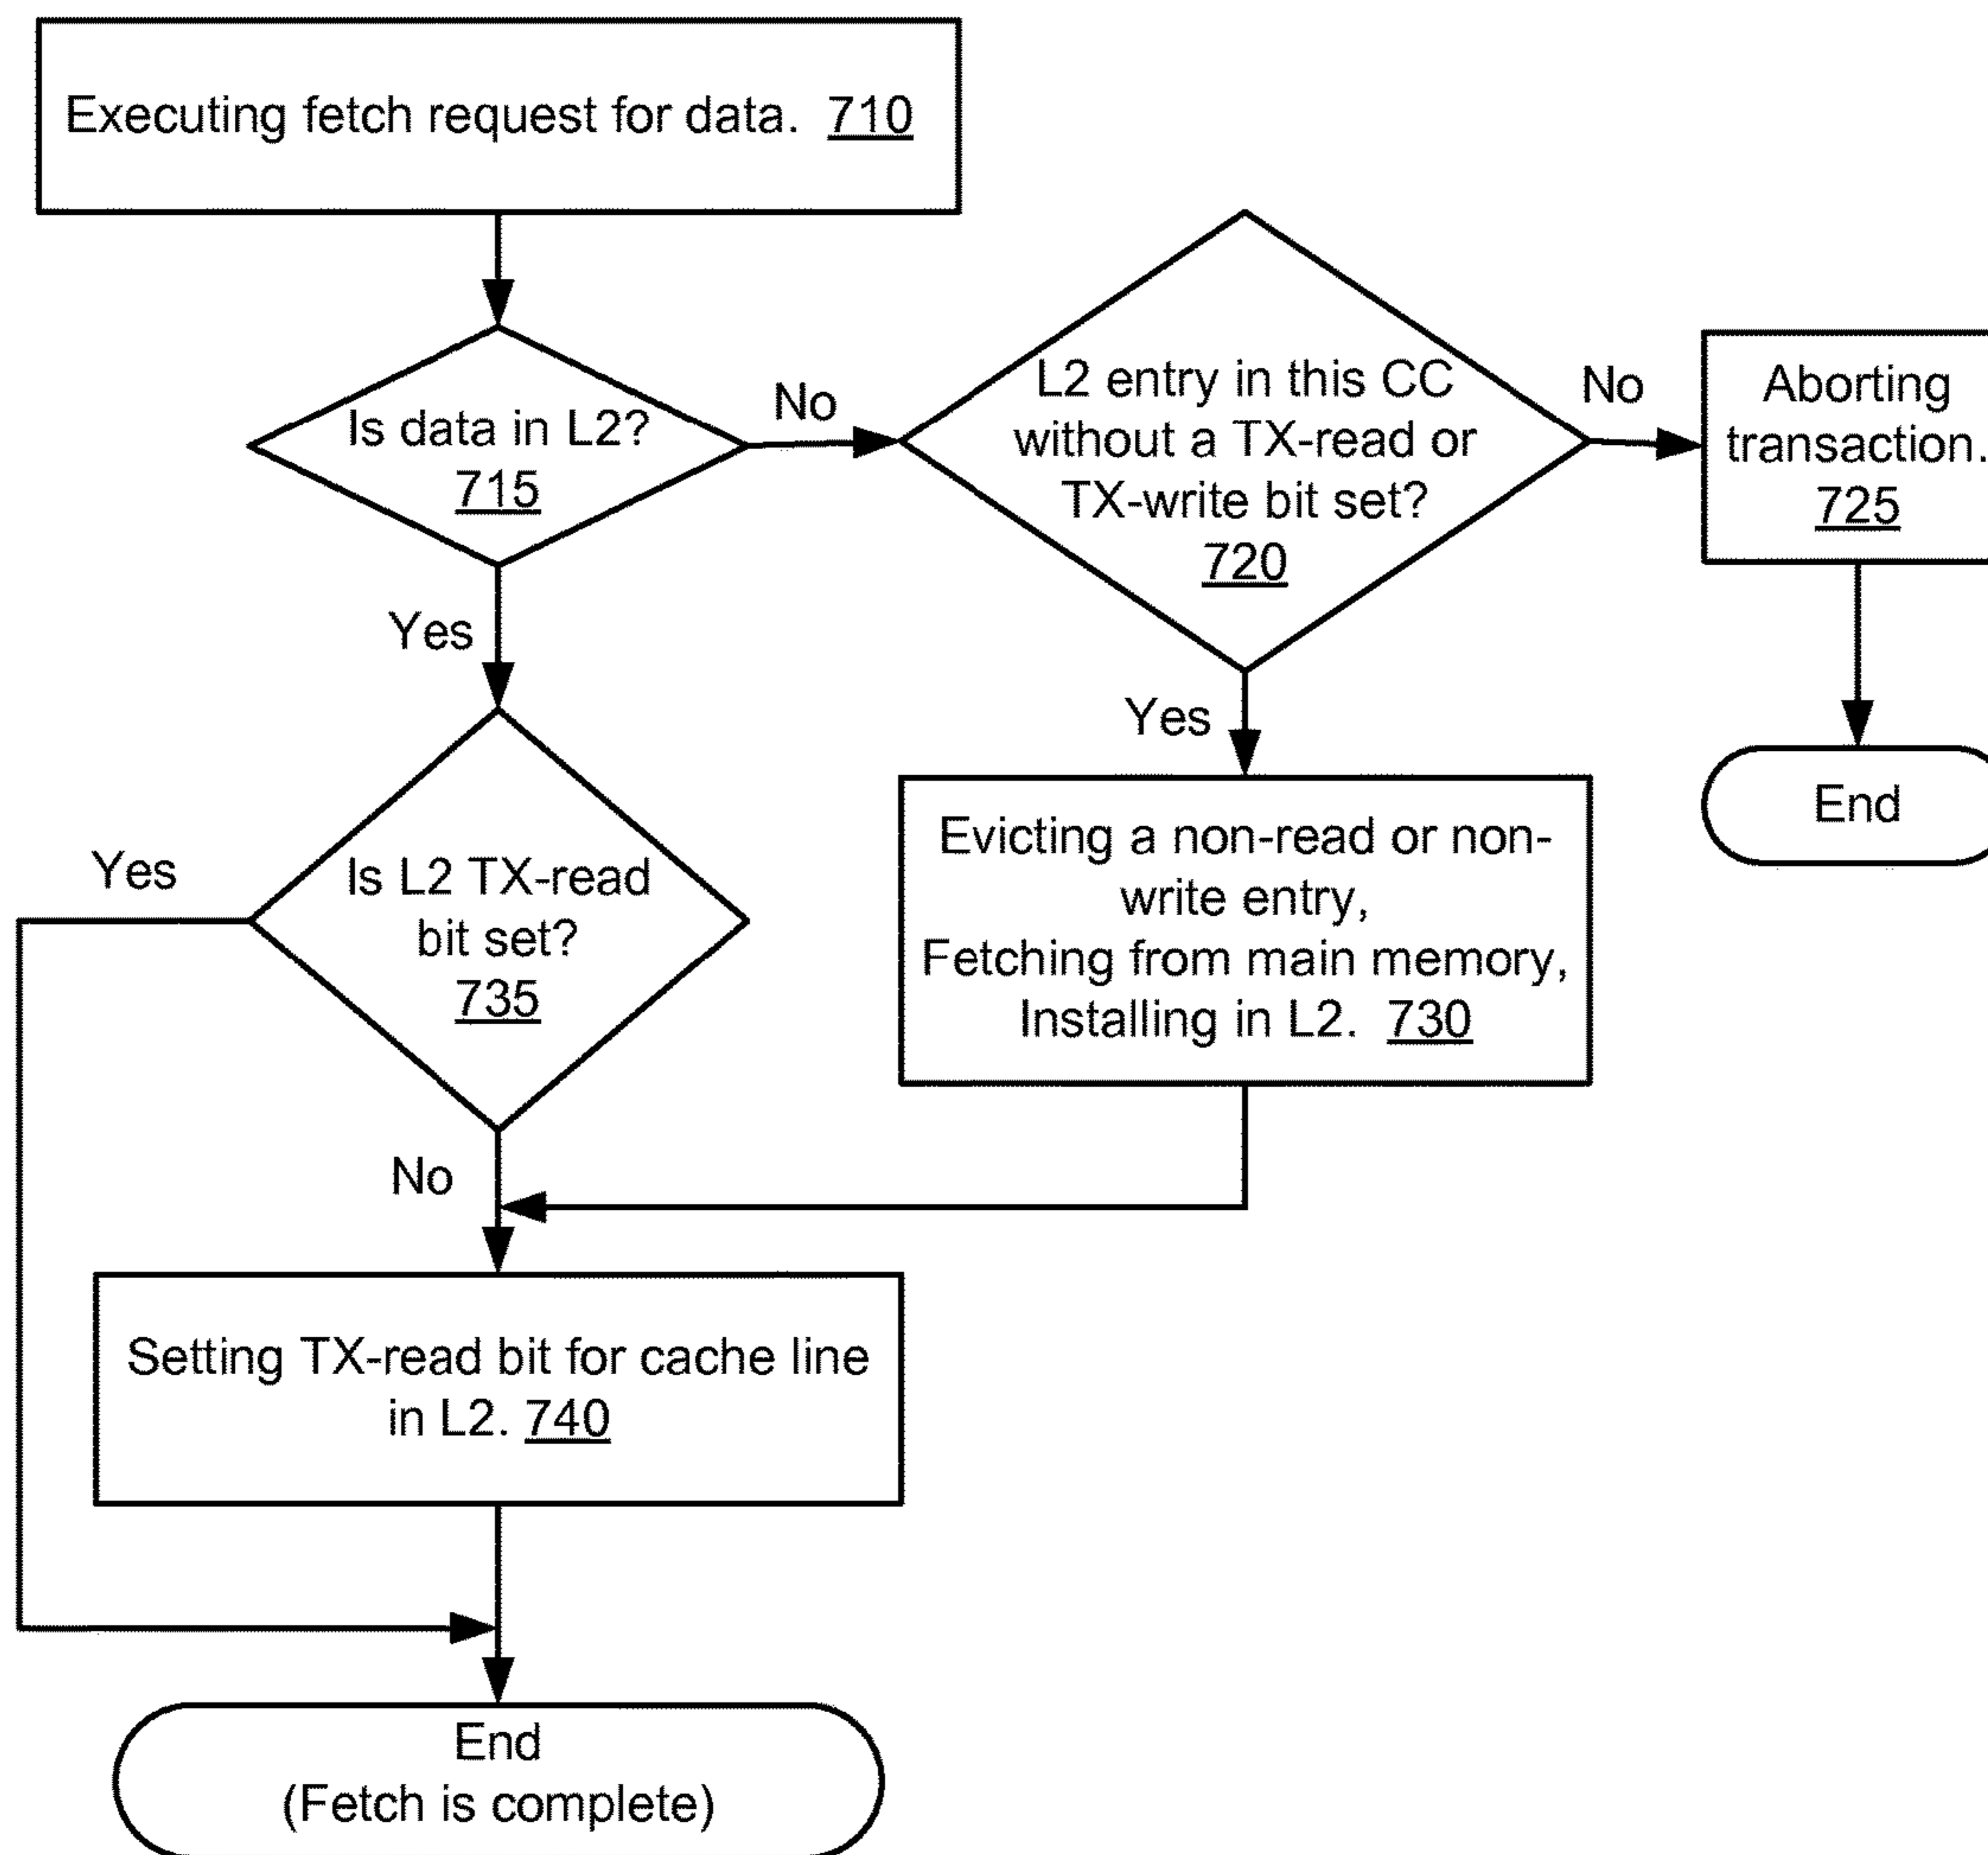 Executing fetch request for data. 710
Is data in L2?
715
No
L2 entry in this CC
without a TX-read or
TX-write bit set?
720
No
Aborting
transaction.
725
End
Yes
Yes
Evicting a non-read or non-
write entry,
Fetching from main memory,
Installing in L2. 730
Is L2 TX-read
bit set?
735
Yes
No
Setting TX-read bit for cache line
in L2. 740
End
(Fetch is complete)